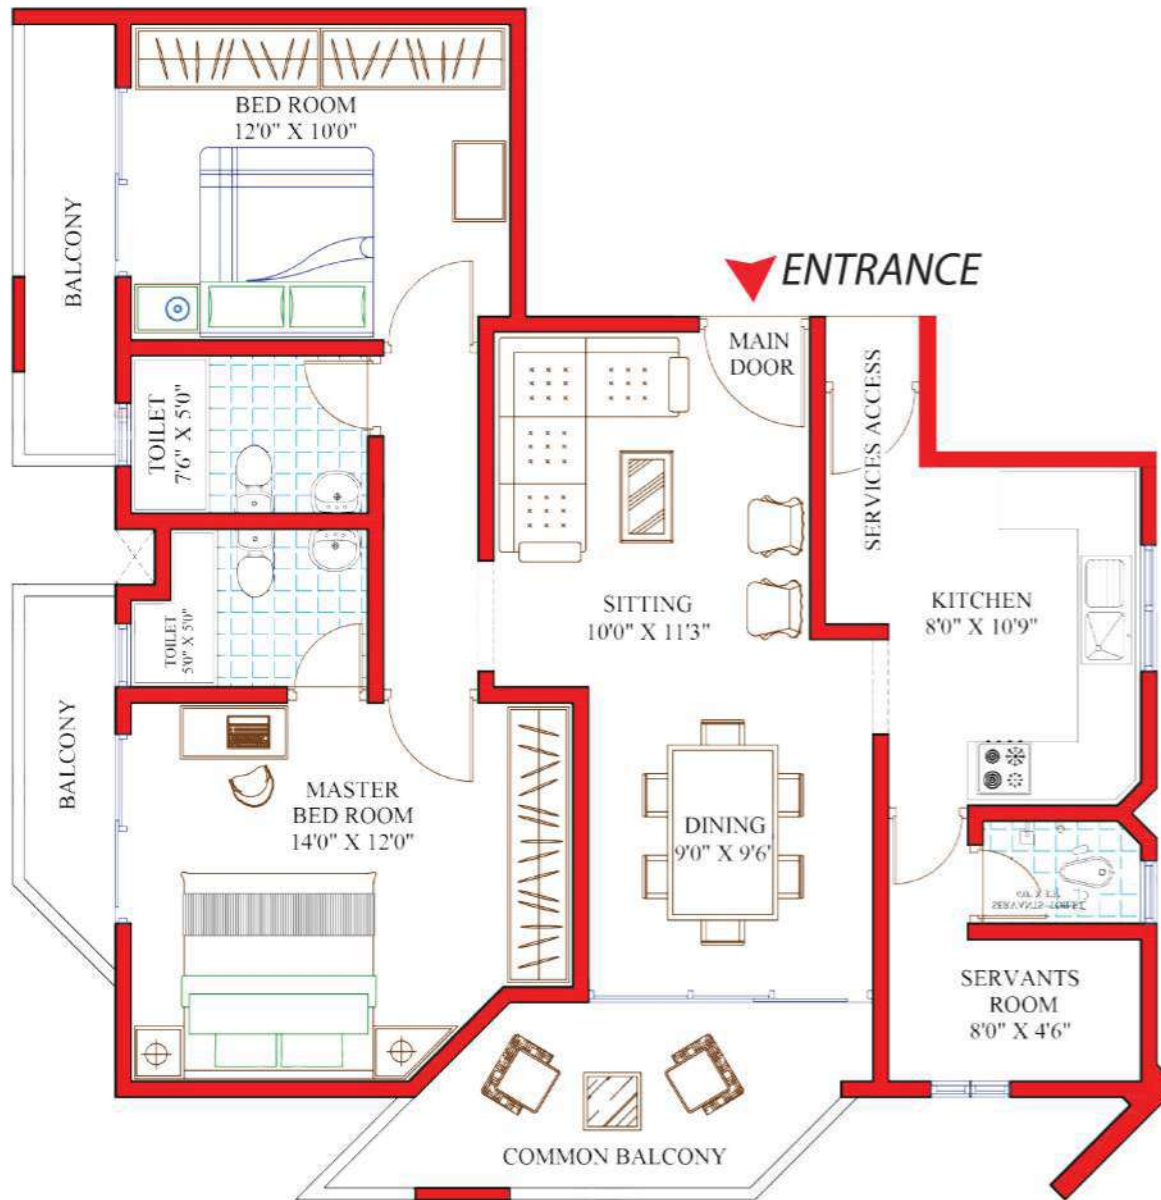 BED ROOM
12'0" X 10'0"
BALCONY
ENTRANCE
MAIN
DOOR
SERVICES ACCESS
TOILET
7'6" X 5'0"
SITTING
10'0" X 11'3"
KITCHEN
8'0" X 10'9"
TOILET
5'0" X 5'0"
BALCONY
MASTER
BED ROOM
14'0" X 12'0"
DINING
9'0" X 9'6'
SERVANTS TOILET
SERVANTS
ROOM
8'0" X 4'6"
COMMON BALCONY